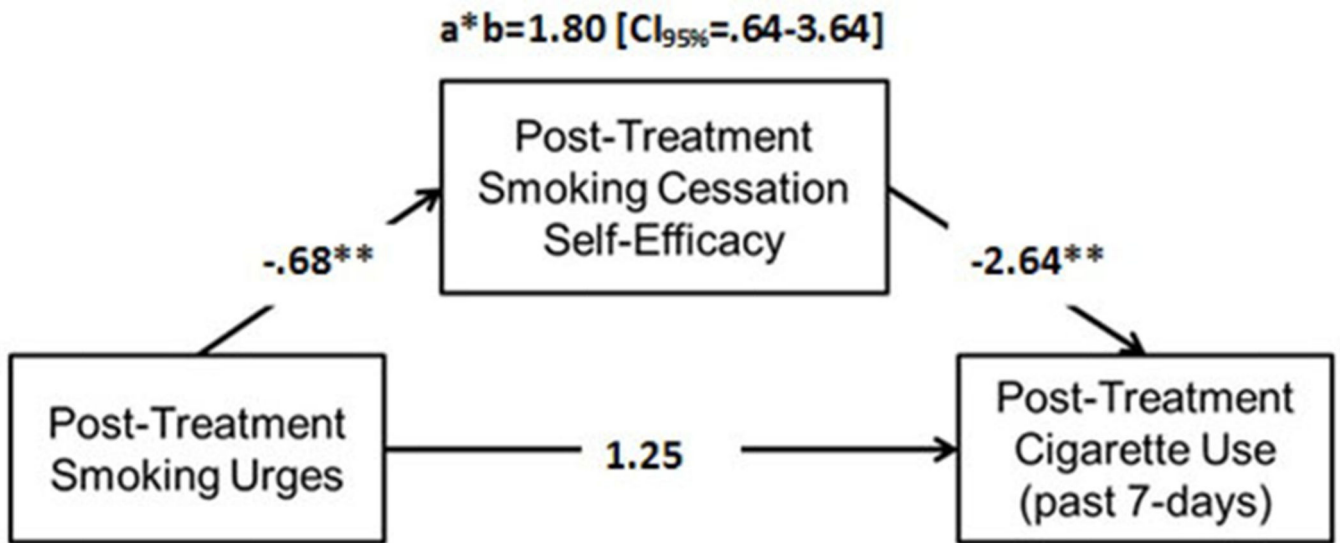 a*b=1.80 [CI95%=.64-3.64]
Post-Treatment
Smoking Cessation
Self-Efficacy
-.68**
-2.64**
Post-Treatment
Smoking Urges
1.25
Post-Treatment
Cigarette Use
(past 7-days)